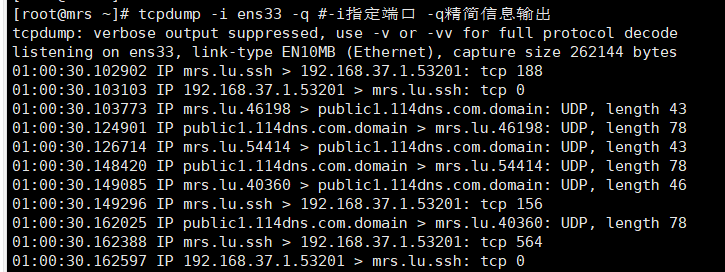 [root@mrs ~]# tcpdump -i ens33 -q #-i指定端口 -q精简信息输出
tcpdump: verbose output suppressed, use -v or -vv for full protocol decode
listening on ens33, link-type EN10MB (Ethernet), capture size 262144 bytes
01:00:30.102902 IP mrs.lu.ssh > 192.168.37.1.53201: tcp 188
01:00:30.103103 IP 192.168.37.1.53201 > mrs.lu.ssh: tcp 0
01:00:30.103773 IP mrs.lu.46198 > public1.114dns.com.domain: UDP, length 43
01:00:30.124901 IP public1.114dns.com.domain > mrs.lu.46198: UDP, length 78
01:00:30.126714 IP mrs.lu.54414 > public1.114dns.com.domain: UDP, length 43
01:00:30.148420 IP public1.114dns.com.domain > mrs.lu.54414: UDP, length 78
01:00:30.149085 IP mrs.lu.40360 > public1.114dns.com.domain: UDP, length 46
01:00:30.149296 IP mrs.lu.ssh > 192.168.37.1.53201: tcp 156
01:00:30.162025 IP public1.114dns.com.domain > mrs.lu.40360: UDP, length 78
01:00:30.162388 IP mrs.lu.ssh > 192.168.37.1.53201: tcp 564
01:00:30.162597 IP 192.168.37.1.53201 > mrs.lu.ssh: tcp 0